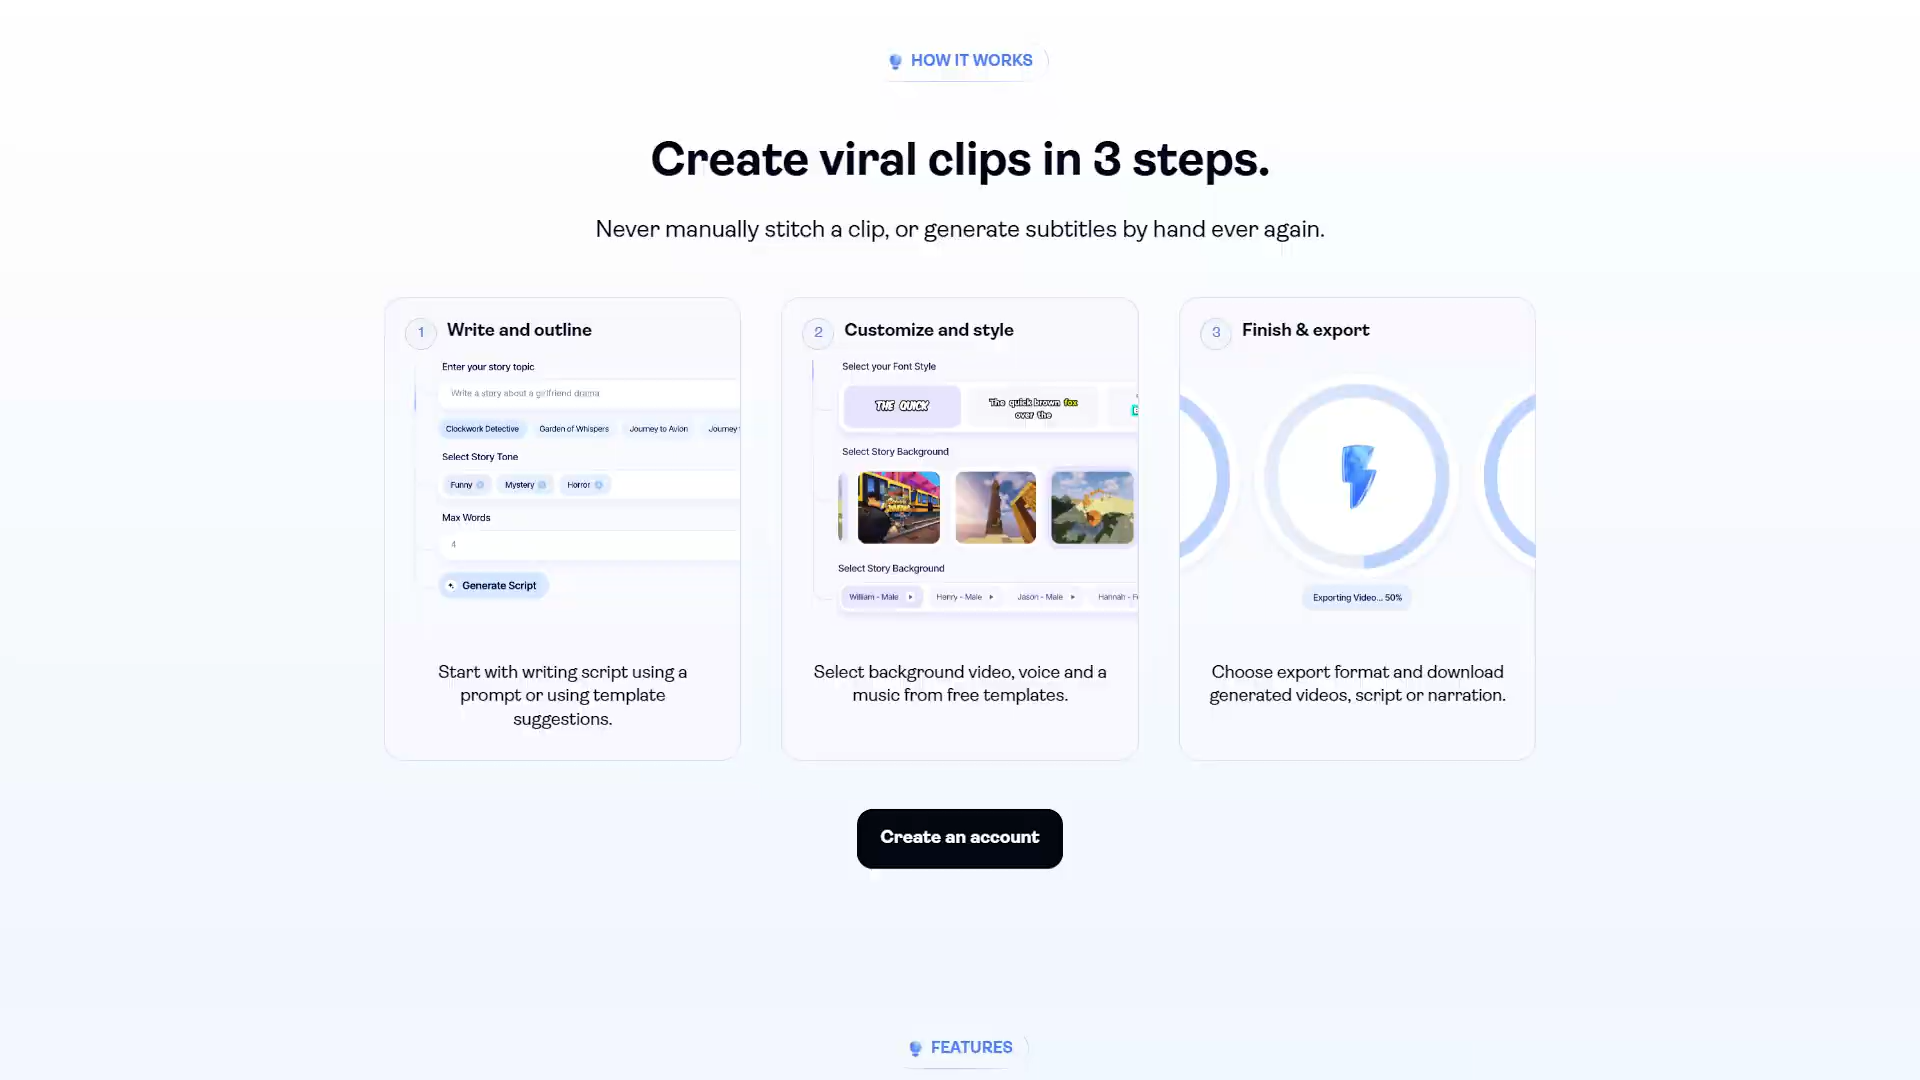 HOW IT WORKS
Create viral clips in 3 steps.
Never manually stitch a clip, or generate subtitles by hand ever again.
1 Write and outline
Enter your story topic
Write a story about a girlfriend drama
Clockwork Detective Garden of Whispers Journey to Avion Journey
Select Story Tone
Funny Mystery Horror
Max Words
4
Generate Script
Start with writing script using a
prompt or using template
suggestions.
2 Customize and style
Select your Font Style
THE QUICK
The quick brown fox
over the
Select Story Background
Select Story Background
William - Male Henry - Male Jason - Male Hannah - F
Select background video, voice and a
music from free templates.
3 Finish & export
Exporting Video... 50%
Choose export format and download
generated videos, script or narration.
Create an account
FEATURES